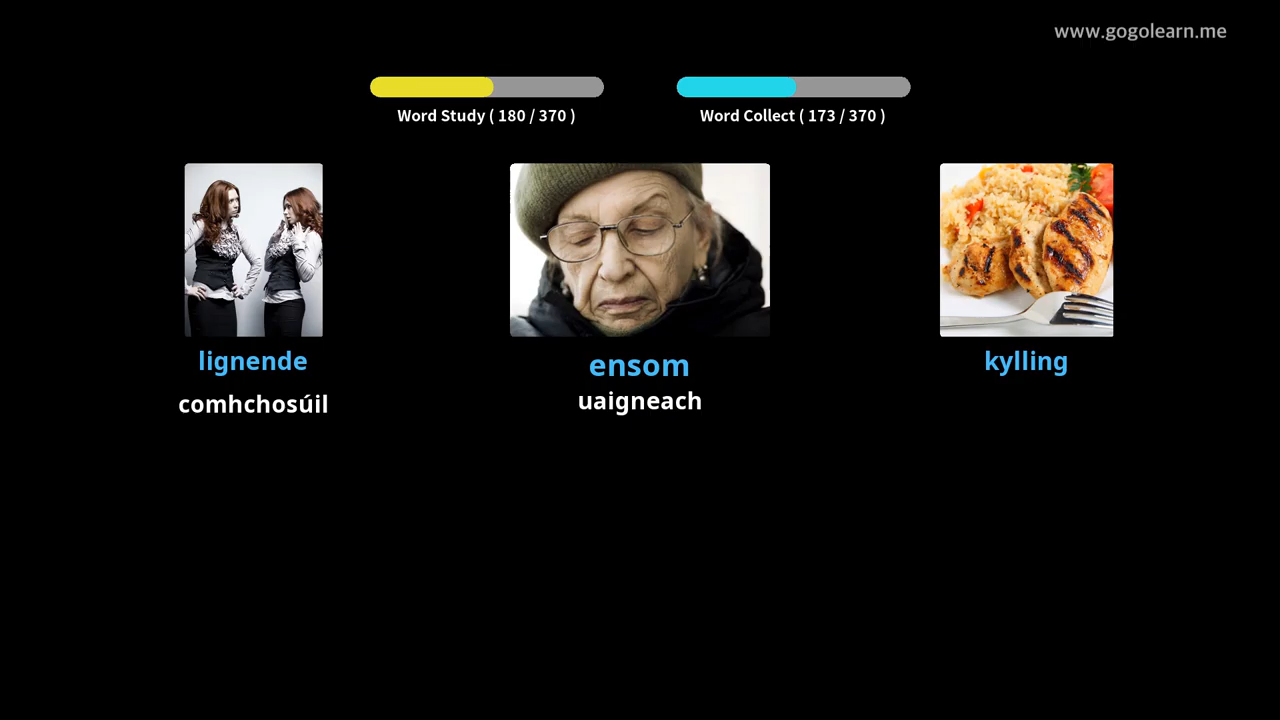 www.gogolearn.me
Word Study ( 180 / 370 )
Word Collect ( 173 / 370 )
lignende
ensom
kylling
comhchosúil
uaigneach